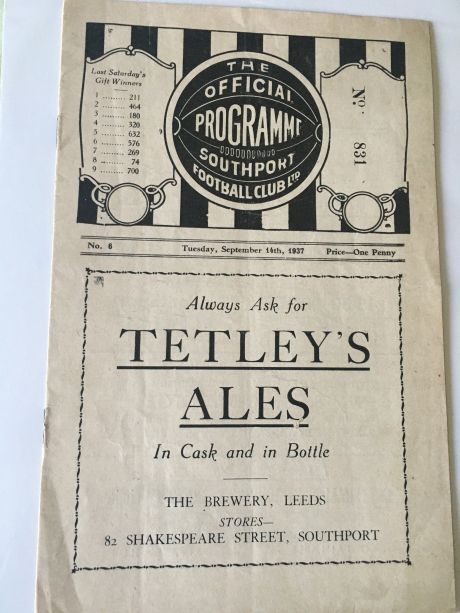 Last Saturday's
Gift Winners
1 ......... 211
2 ......... 464
3 ......... 180
4 ......... 320
5 ......... 632
6 ......... 576
7 ......... 269
8 ......... 74
9 ......... 700
THE
OFFICIAL
PROGRAMME
SOUTHPORT
FOOTBALL CLUB LTD
No. 831
No. 6
Tuesday, September 14th, 1937
Price—One Penny
Always Ask for
TETLEY'S
ALES
In Cask and in Bottle
THE BREWERY, LEEDS
STORES—
82 SHAKESPEARE STREET, SOUTHPORT